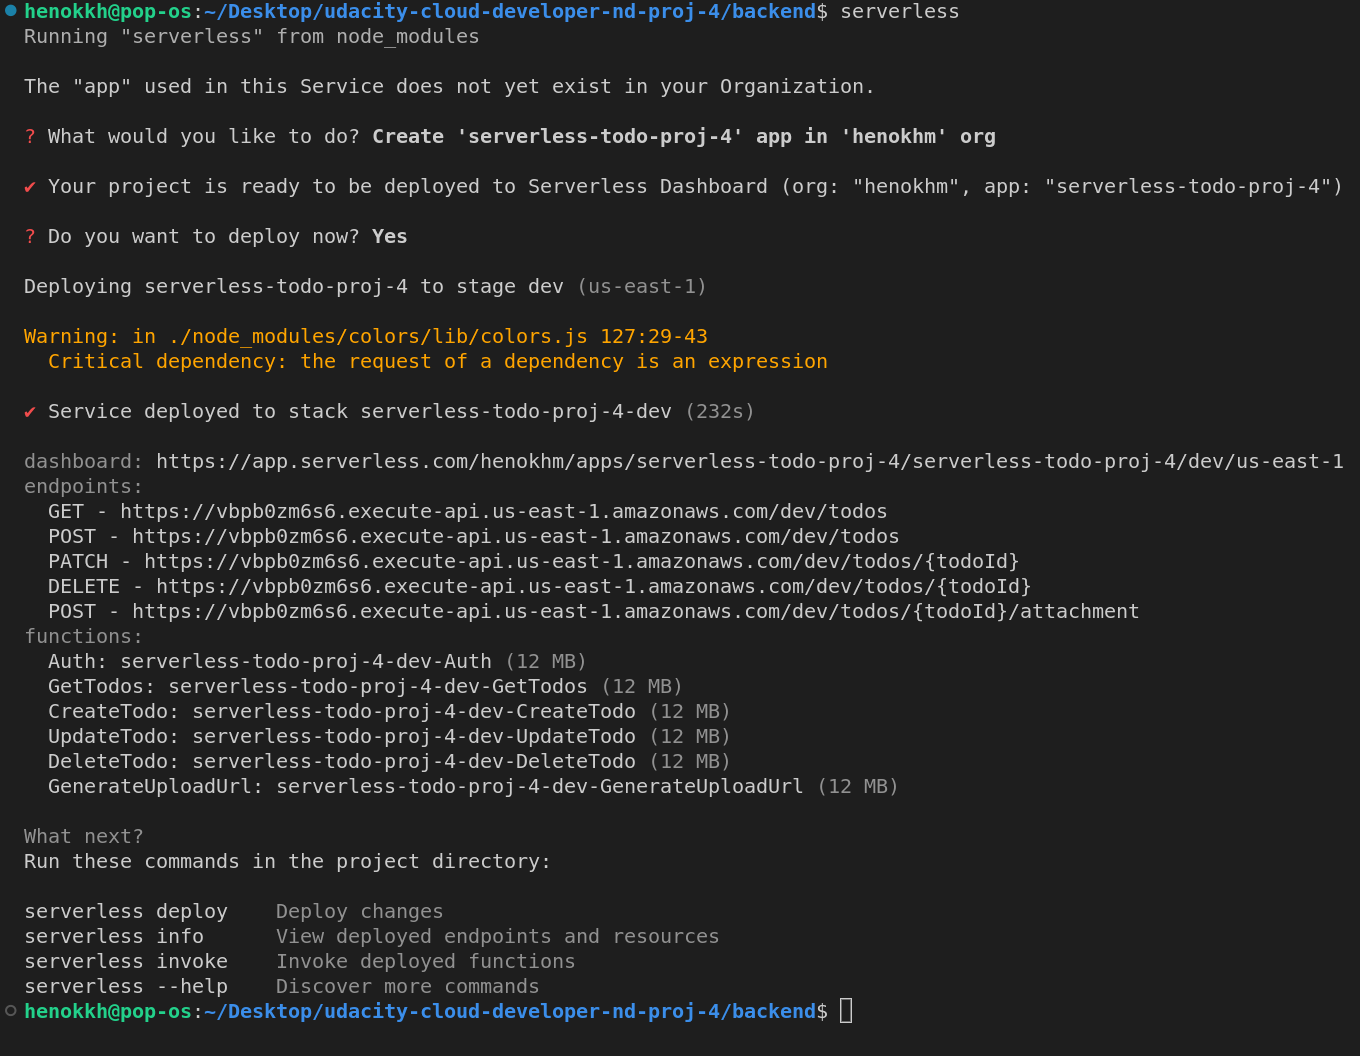 henokkh@pop-os:~/Desktop/udacity-cloud-developer-nd-proj-4/backend$ serverless
Running "serverless" from node_modules
The "app" used in this Service does not yet exist in your Organization.
? What would you like to do? Create 'serverless-todo-proj-4' app in 'henokhm' org
✔ Your project is ready to be deployed to Serverless Dashboard (org: "henokhm", app: "serverless-todo-proj-4")
? Do you want to deploy now? Yes
Deploying serverless-todo-proj-4 to stage dev (us-east-1)
Warning: in ./node_modules/colors/lib/colors.js 127:29-43
  Critical dependency: the request of a dependency is an expression
✔ Service deployed to stack serverless-todo-proj-4-dev (232s)
dashboard: https://app.serverless.com/henokhm/apps/serverless-todo-proj-4/serverless-todo-proj-4/dev/us-east-1
endpoints:
  GET - https://vbpb0zm6s6.execute-api.us-east-1.amazonaws.com/dev/todos
  POST - https://vbpb0zm6s6.execute-api.us-east-1.amazonaws.com/dev/todos
  PATCH - https://vbpb0zm6s6.execute-api.us-east-1.amazonaws.com/dev/todos/{todoId}
  DELETE - https://vbpb0zm6s6.execute-api.us-east-1.amazonaws.com/dev/todos/{todoId}
  POST - https://vbpb0zm6s6.execute-api.us-east-1.amazonaws.com/dev/todos/{todoId}/attachment
functions:
  Auth: serverless-todo-proj-4-dev-Auth (12 MB)
  GetTodos: serverless-todo-proj-4-dev-GetTodos (12 MB)
  CreateTodo: serverless-todo-proj-4-dev-CreateTodo (12 MB)
  UpdateTodo: serverless-todo-proj-4-dev-UpdateTodo (12 MB)
  DeleteTodo: serverless-todo-proj-4-dev-DeleteTodo (12 MB)
  GenerateUploadUrl: serverless-todo-proj-4-dev-GenerateUploadUrl (12 MB)
What next?
Run these commands in the project directory:
serverless deploy    Deploy changes
serverless info      View deployed endpoints and resources
serverless invoke    Invoke deployed functions
serverless --help    Discover more commands
henokkh@pop-os:~/Desktop/udacity-cloud-developer-nd-proj-4/backend$